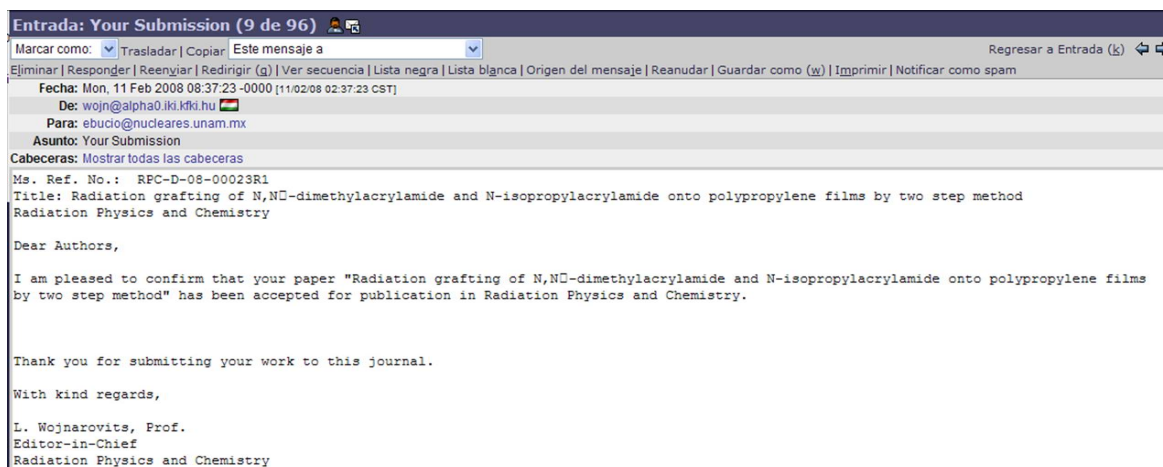 Entrada: Your Submission (9 de 96)
Marcar como: Trasladar | Copiar Este mensaje a Regresar a Entrada (k)
Eliminar | Responder | Reenviar | Redirigir (g) | Ver secuencia | Lista negra | Lista blanca | Origen del mensaje | Reanudar | Guardar como (w) | Imprimir | Notificar como spam
Fecha: Mon, 11 Feb 2008 08:37:23 -0000 [11/02/08 02:37:23 CST]
De: wojn@alpha0.iki.kfki.hu
Para: ebucio@nucleares.unam.mx
Asunto: Your Submission
Cabeceras: Mostrar todas las cabeceras
Ms. Ref. No.: RPC-D-08-00023R1
Title: Radiation grafting of N,N□-dimethylacrylamide and N-isopropylacrylamide onto polypropylene films by two step method
Radiation Physics and Chemistry
Dear Authors,
I am pleased to confirm that your paper "Radiation grafting of N,N□-dimethylacrylamide and N-isopropylacrylamide onto polypropylene films
by two step method" has been accepted for publication in Radiation Physics and Chemistry.
Thank you for submitting your work to this journal.
With kind regards,
L. Wojnarovits, Prof.
Editor-in-Chief
Radiation Physics and Chemistry